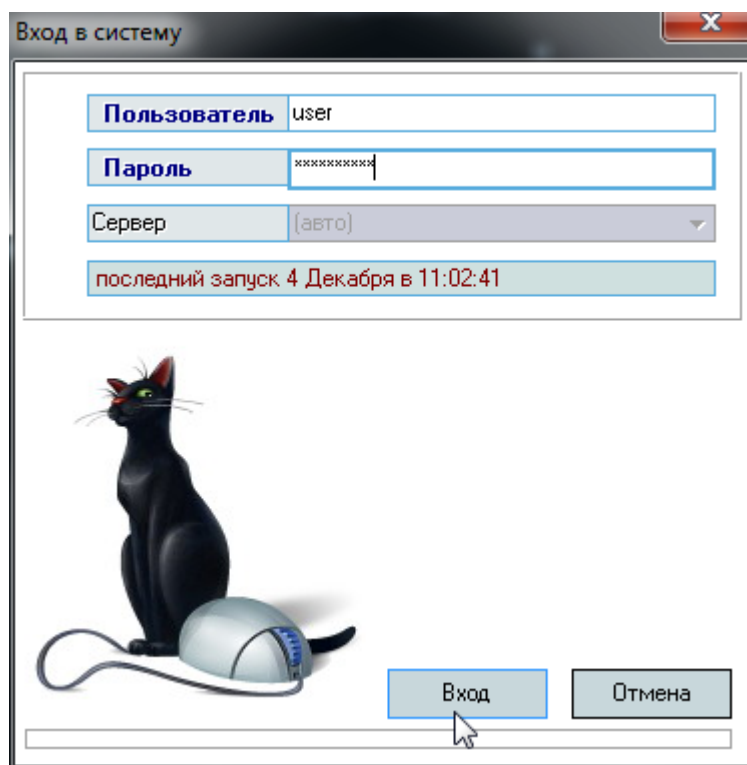 Вход в систему
x
Пользователь user
Пароль **********
Сервер (авто)
последний запуск 4 Декабря в 11:02:41
Вход Отмена